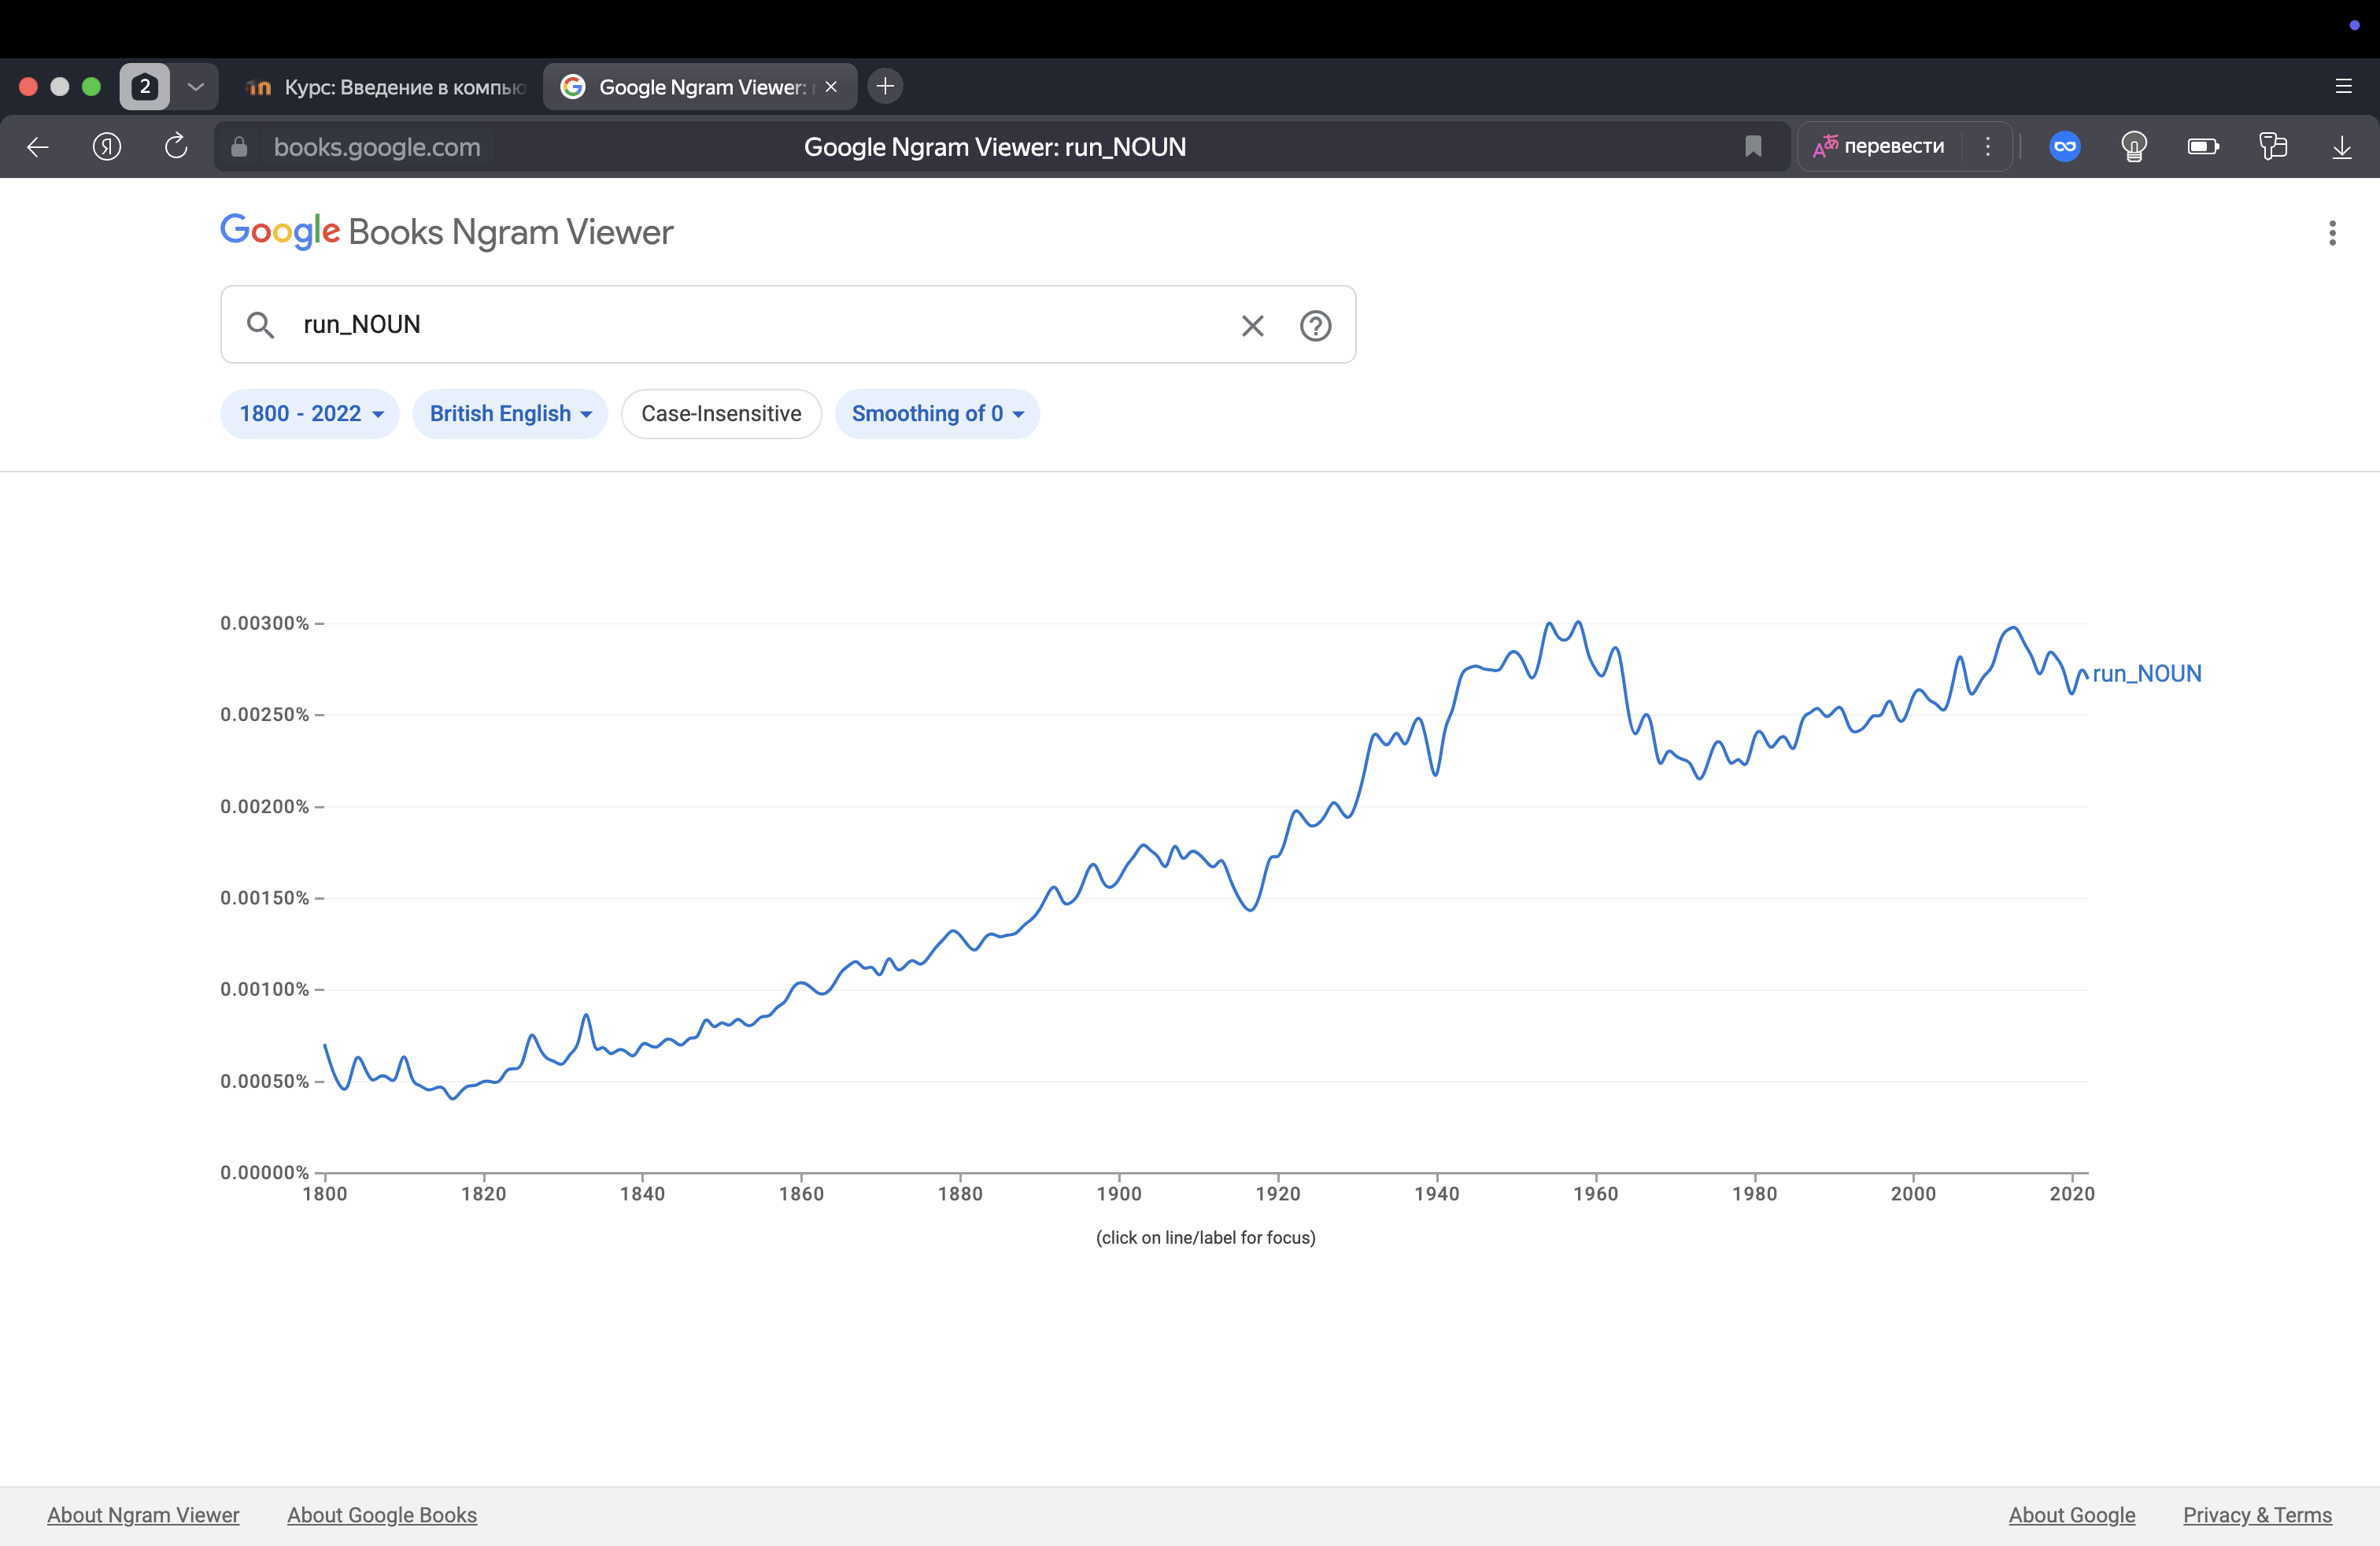 2
Курс: Введение в компью
Google Ngram Viewer: r
books.google.com
Google Ngram Viewer: run_NOUN
перевести
Google Books Ngram Viewer
run_NOUN
1800 - 2022
British English
Case-Insensitive
Smoothing of 0
0.00300%
0.00250%
0.00200%
0.00150%
0.00100%
0.00050%
0.00000%
run_NOUN
1800 1820 1840 1860 1880 1900 1920 1940 1960 1980 2000 2020
(click on line/label for focus)
About Ngram Viewer
About Google Books
About Google
Privacy & Terms